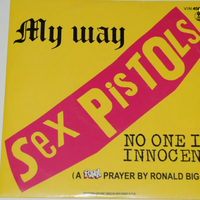 My way
SEX PISTOLS
NO ONE I
INNOCEN
(A PRAYER BY RONALD BIG